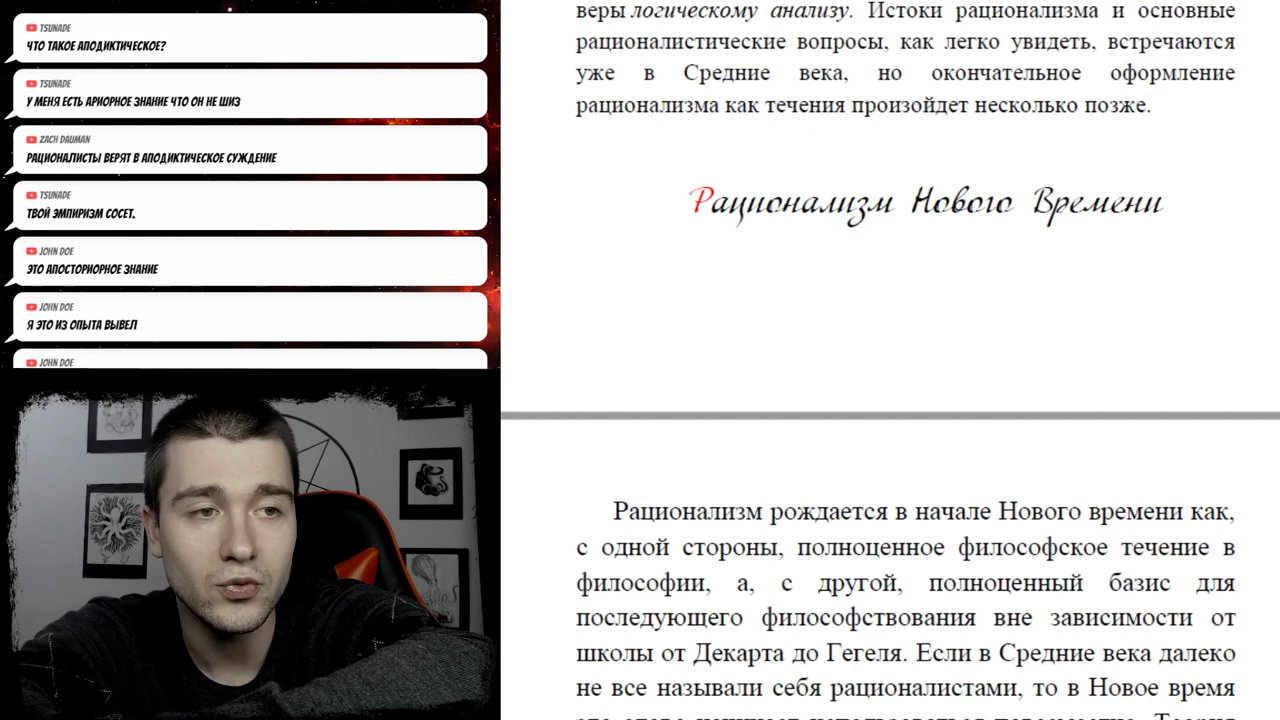 TSUNADE
ЧТО ТАКОЕ АПОДИКТИЧЕСКОЕ?
TSUNADE
У МЕНЯ ЕСТЬ АРИОРНОЕ ЗНАНИЕ ЧТО ОН НЕ ШИЗ
ZACH DAUMAN
РАЦИОНАЛИСТЫ ВЕРЯТ В АПОДИКТИЧЕСКОЕ СУЖДЕНИЕ
TSUNADE
ТВОЙ ЭМПИРИЗМ СОСЕТ.
JOHN DOE
ЭТО АПОСТОРИОРНОЕ ЗНАНИЕ
JOHN DOE
Я ЭТО ИЗ ОПЫТА ВЫВЕЛ
JOHN DOE
веры логическому анализу. Истоки рационализма и основные
рационалистические вопросы, как легко увидеть, встречаются
уже в Средние века, но окончательное оформление
рационализма как течения произойдет несколько позже.
Рационализм Нового Времени
Рационализм рождается в начале Нового времени как,
с одной стороны, полноценное философское течение в
философии, а, с другой, полноценный базис для
последующего философствования вне зависимости от
школы от Декарта до Гегеля. Если в Средние века далеко
не все называли себя рационалистами, то в Новое время